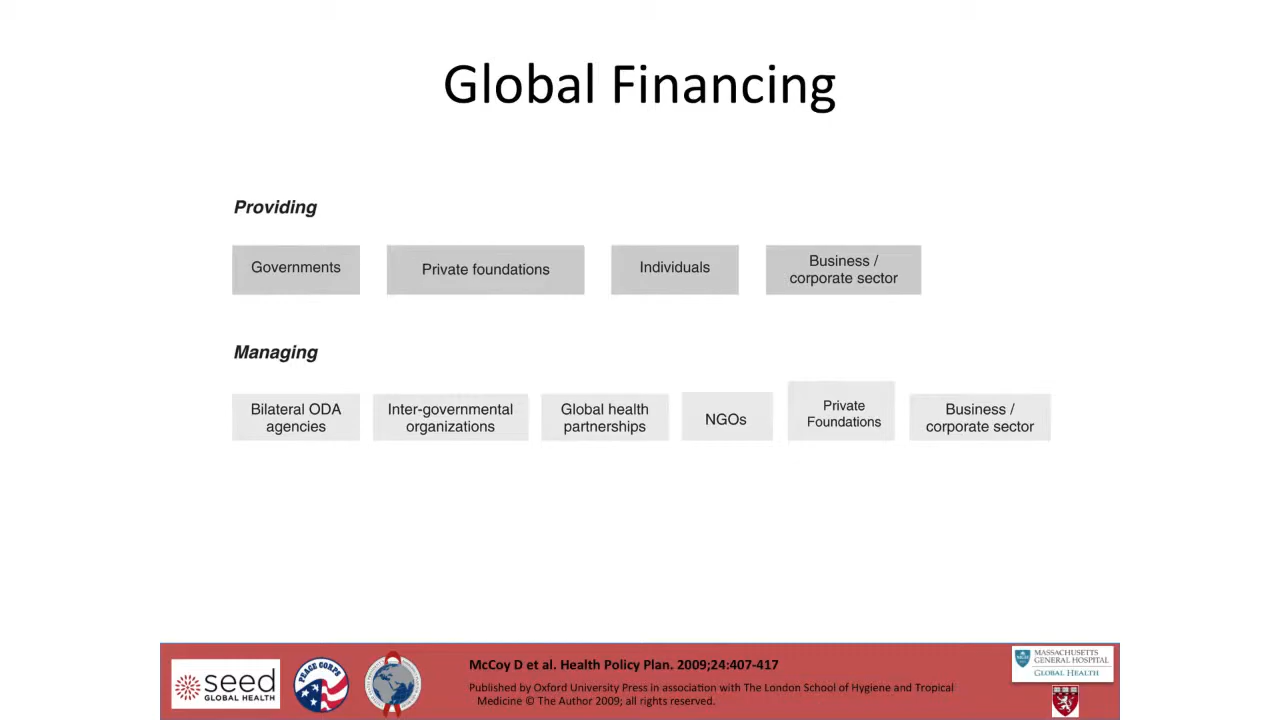 Global Financing
Providing
Governments
Private foundations
Individuals
Business /
corporate sector
Managing
Bilateral ODA
agencies
Inter-governmental
organizations
Global health
partnerships
NGOs
Private
Foundations
Business /
corporate sector
seed
GLOBAL HEALTH
PEACE CORPS
McCoy D et al. Health Policy Plan. 2009;24:407-417
Published by Oxford University Press in association with The London School of Hygiene and Tropical
Medicine © The Author 2009; all rights reserved.
MASSACHUSETTS
GENERAL HOSPITAL
GLOBAL HEALTH